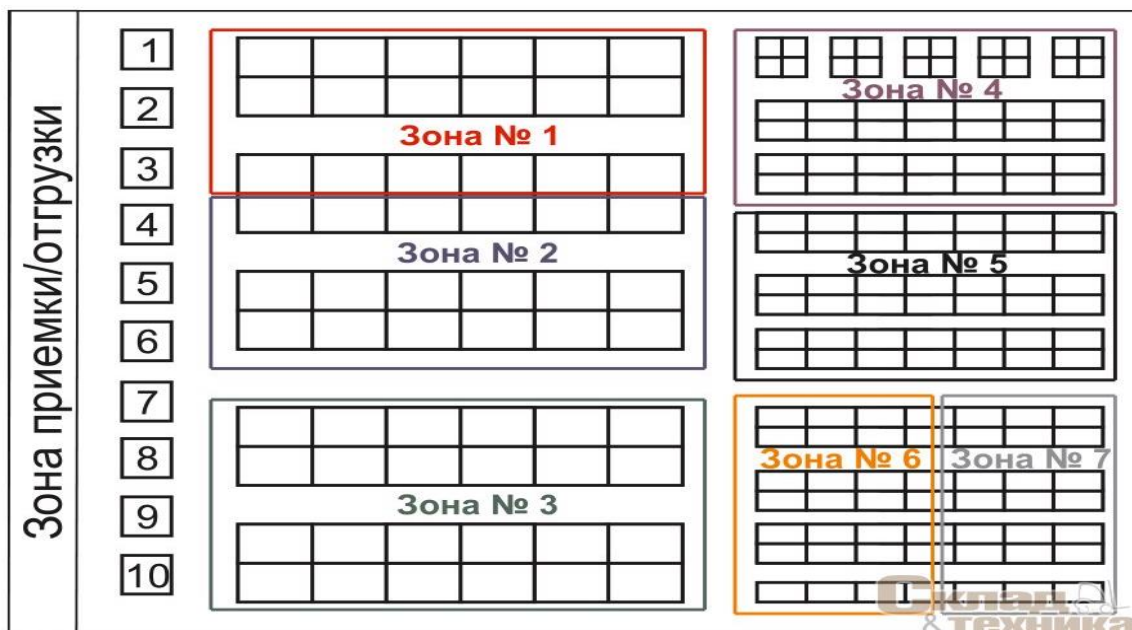 Зона приемки/отгрузки
1
2
3
4
5
6
7
8
9
10
Зона № 1
Зона № 2
Зона № 3
Зона № 4
Зона № 5
Зона № 6
Зона № 7
Склад
& техника